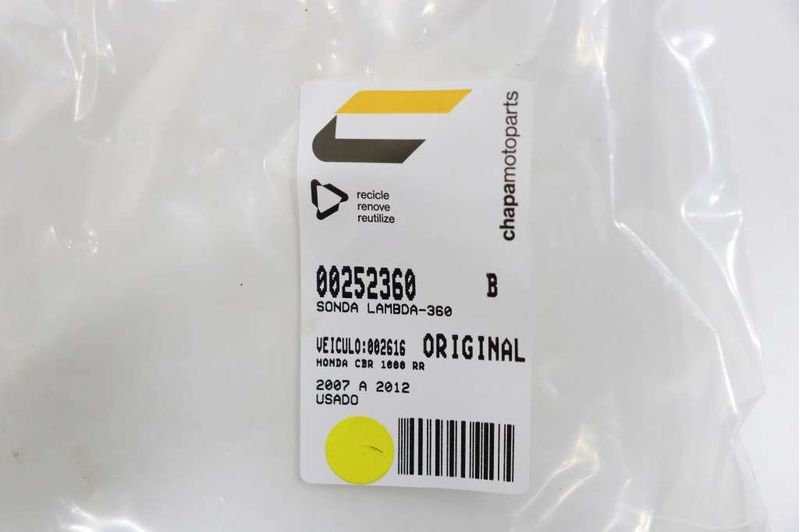 chapamotoparts
recicle
renove
reutilize
00252360 B
SONDA LAMBDA-360
VEICULO:002616 ORIGINAL
HONDA CBR 1000 RR
2007 A 2012
USADO